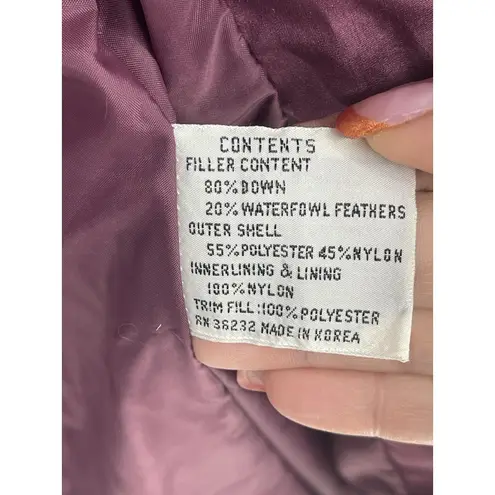 CONTENTS
FILLER CONTENT
80% DOWN
20% WATERFOWL FEATHERS
OUTER SHELL
55% POLYESTER 45% NYLON
INNERLINING & LINING
100% NYLON
TRIM FILL: 100% POLYESTER
RN 36232 MADE IN KOREA